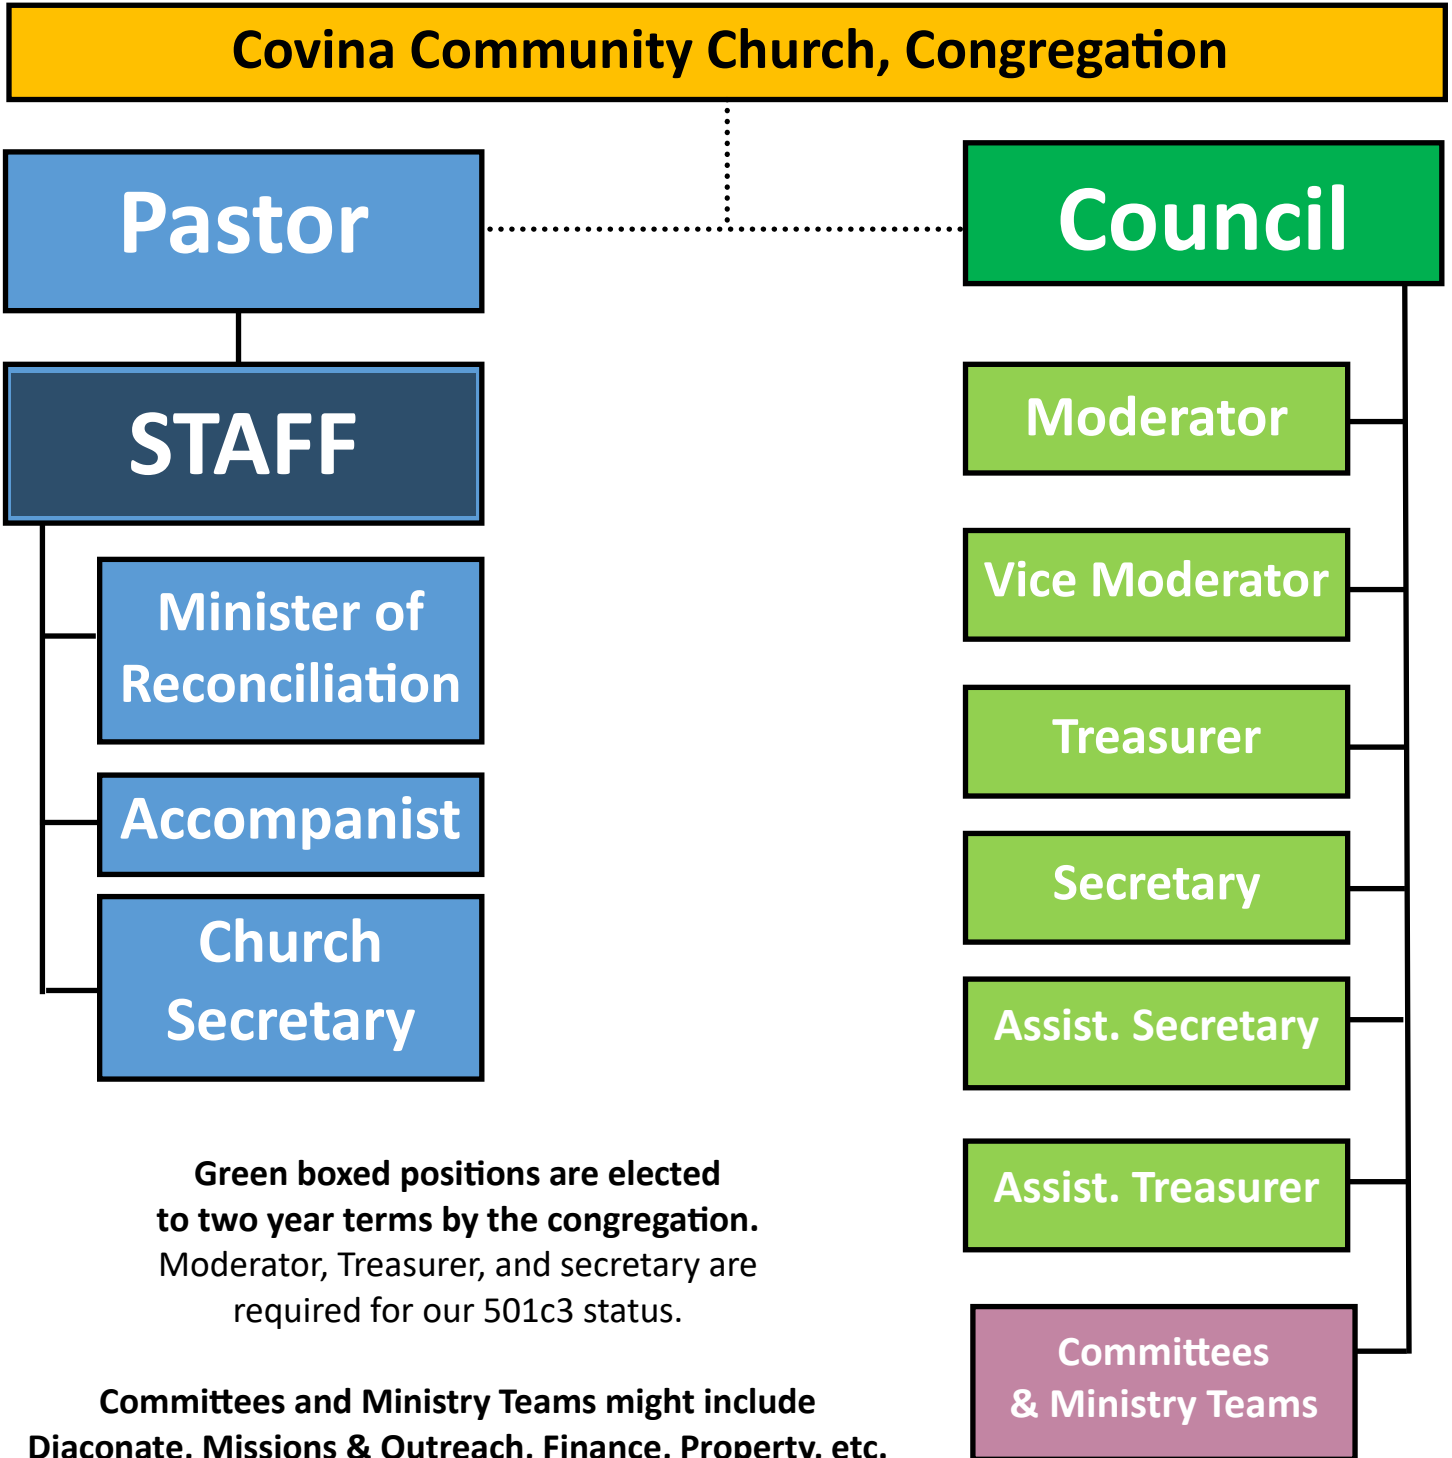 Covina Community Church, Congregation
Pastor
Council
STAFF
Minister of
Reconciliation
Accompanist
Church
Secretary
Moderator
Vice Moderator
Treasurer
Secretary
Assist. Secretary
Assist. Treasurer
Committees
& Ministry Teams
Green boxed positions are elected
to two year terms by the congregation.
Moderator, Treasurer, and secretary are
required for our 501c3 status.
Committees and Ministry Teams might include
Diaconate, Missions & Outreach, Finance, Property, etc.